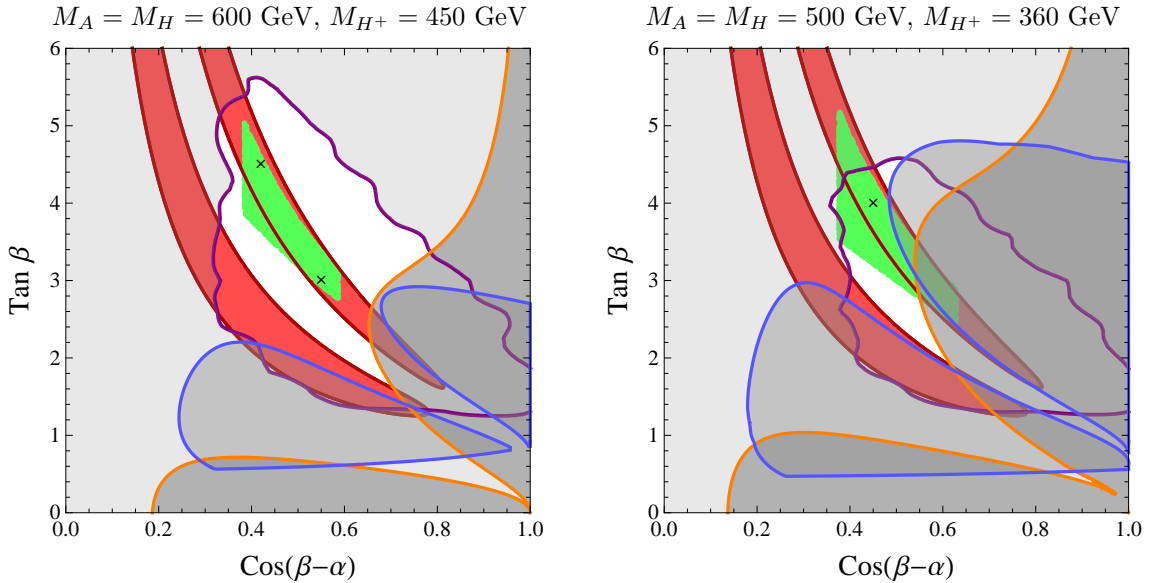 M_A = M_H = 600 GeV, M_{H^+} = 450 GeV
6
5
4
3
2
1
0
0.0 0.2 0.4 0.6 0.8 1.0
Tan β
Cos(β−α)
M_A = M_H = 500 GeV, M_{H^+} = 360 GeV
6
5
4
3
2
1
0
0.0 0.2 0.4 0.6 0.8 1.0
Tan β
Cos(β−α)